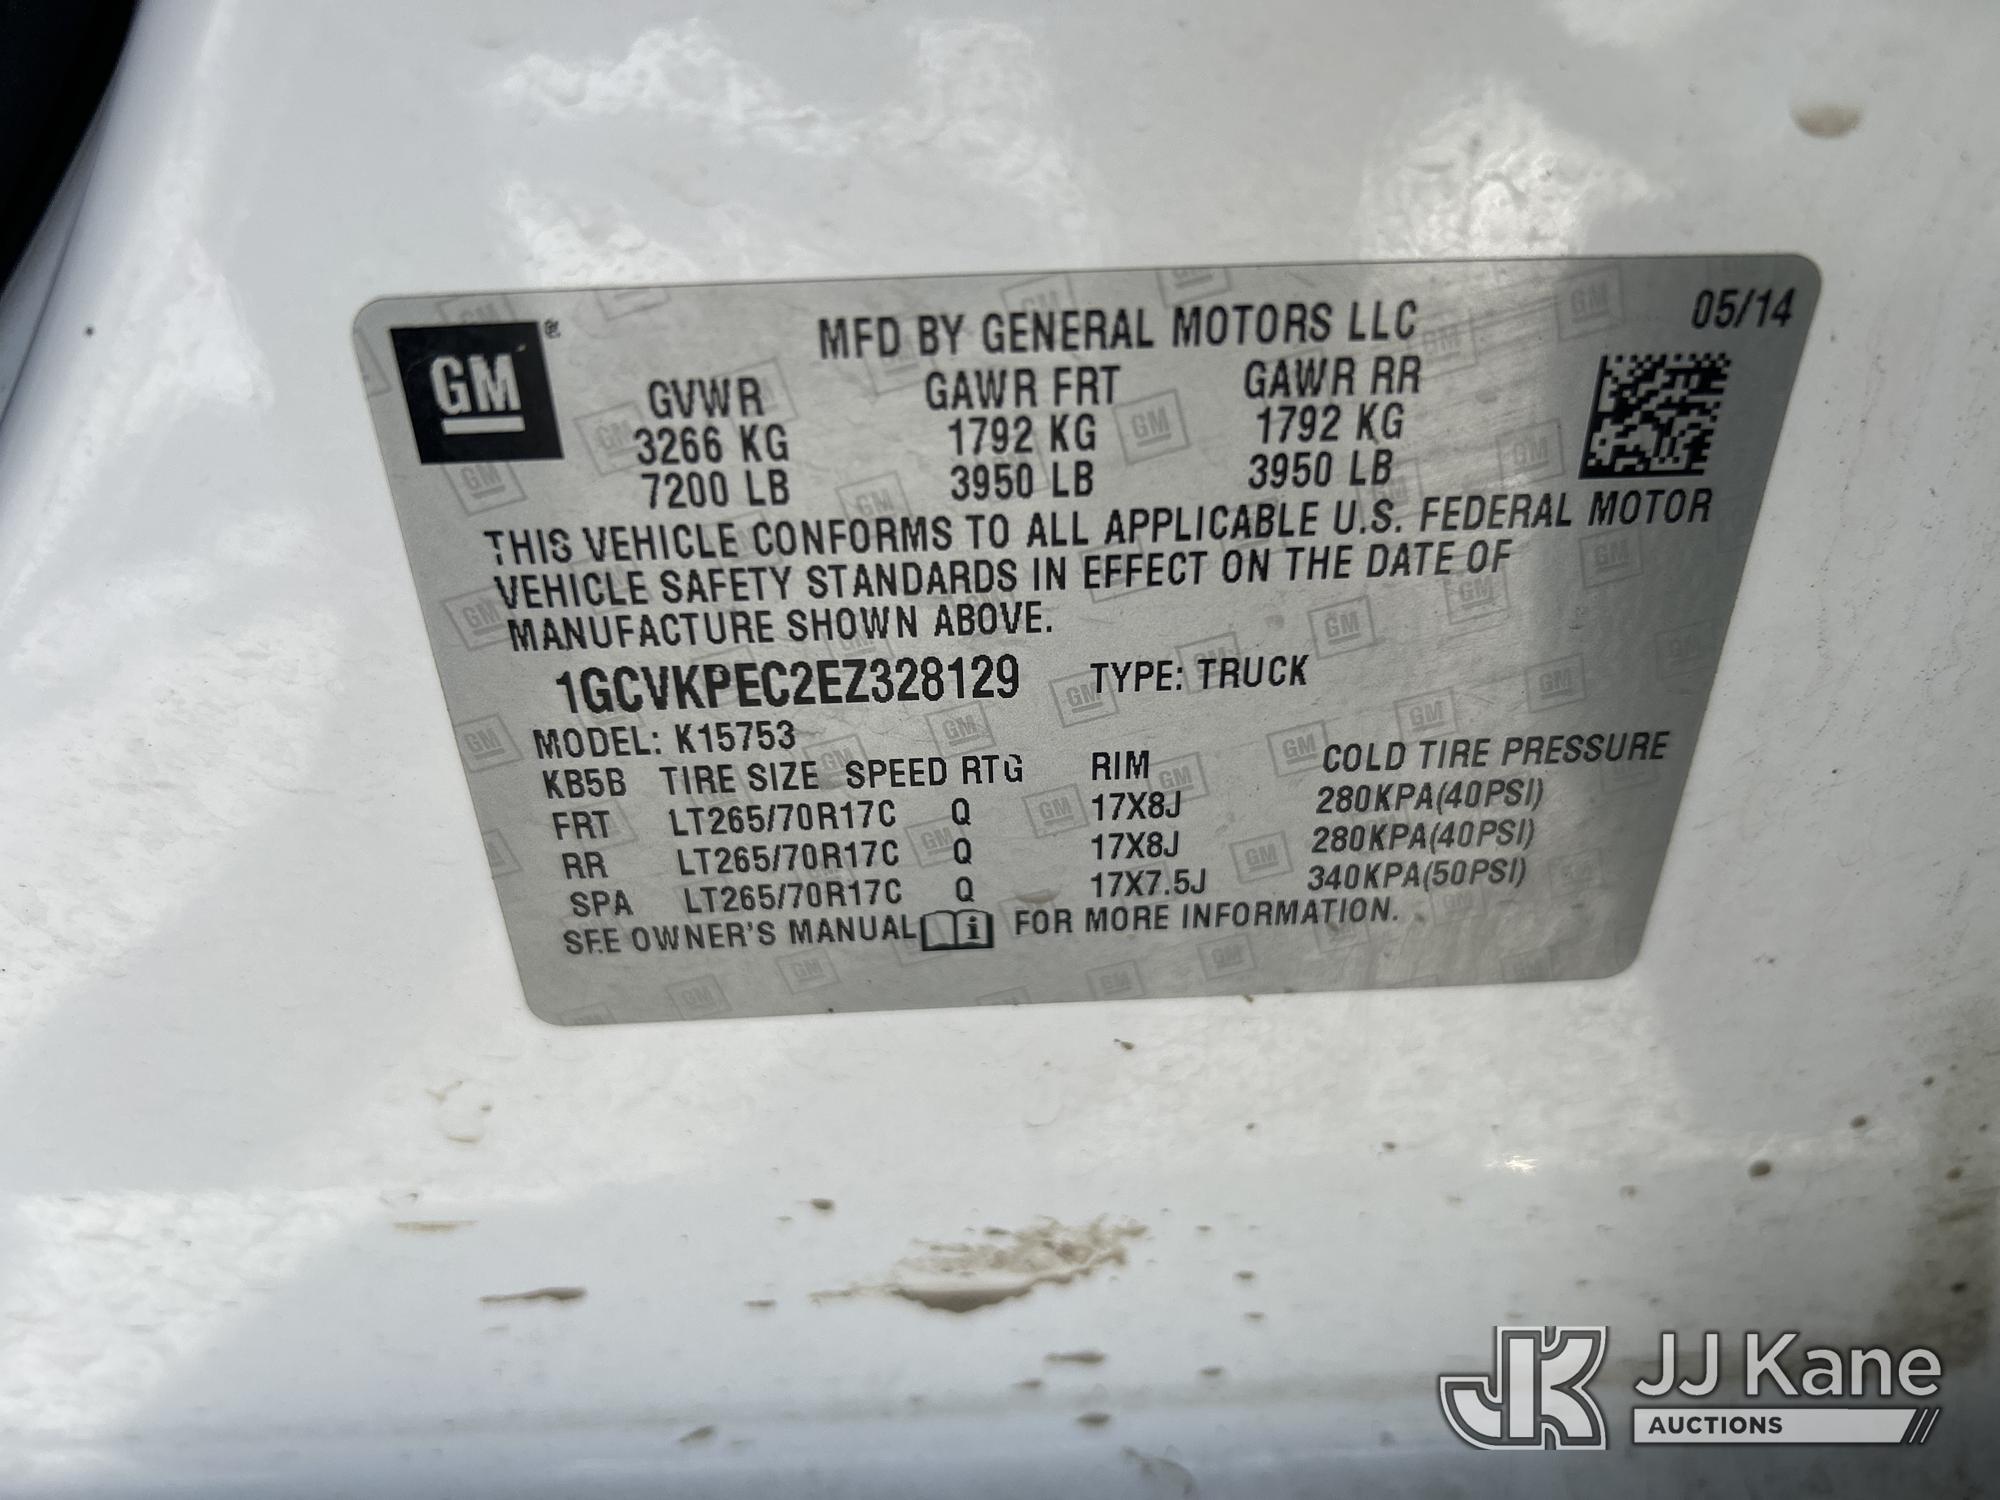 GM
MFD BY GENERAL MOTORS LLC
05/14
GVWR GAWR FRT GAWR RR
3266 KG 1792 KG 1792 KG
7200 LB 3950 LB 3950 LB
THIS VEHICLE CONFORMS TO ALL APPLICABLE U.S. FEDERAL MOTOR
VEHICLE SAFETY STANDARDS IN EFFECT ON THE DATE OF
MANUFACTURE SHOWN ABOVE.
1GCVKPEC2EZ328129 TYPE: TRUCK
MODEL: K15753
KB5B TIRE SIZE SPEED RTG RIM COLD TIRE PRESSURE
FRT LT265/70R17C Q 17X8J 280KPA(40PSI)
RR LT265/70R17C Q 17X8J 280KPA(40PSI)
SPA LT265/70R17C Q 17X7.5J 340KPA(50PSI)
SEE OWNER'S MANUAL i FOR MORE INFORMATION.
JK JJ Kane
AUCTIONS